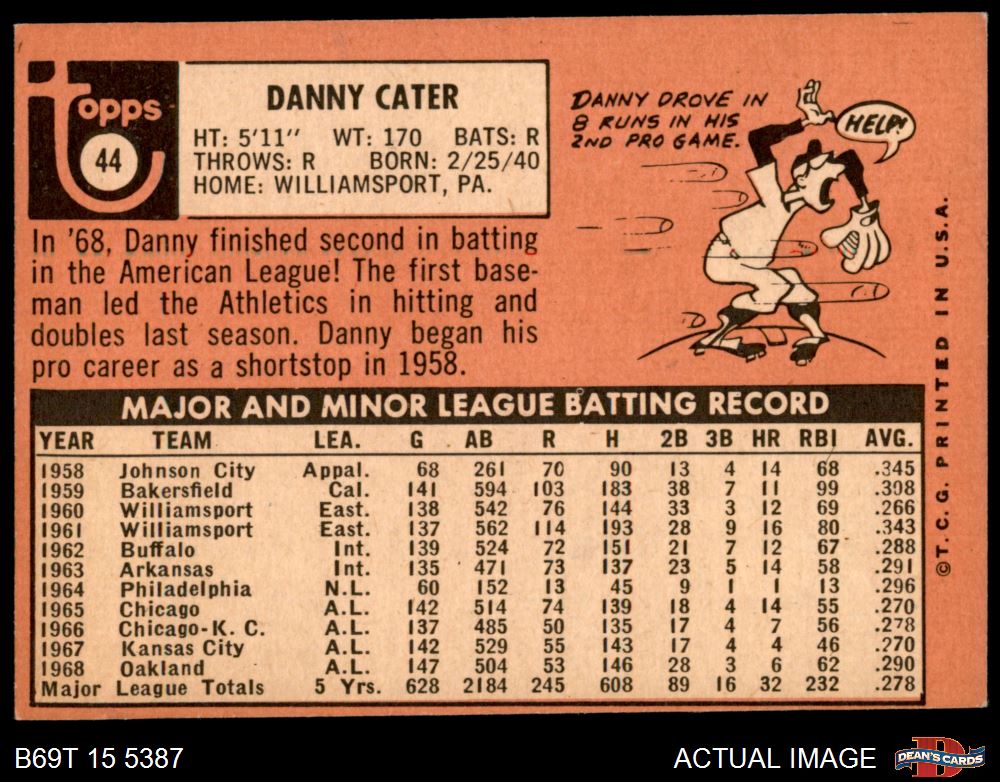 Topps
44
DANNY CATER
HT: 5'11" WT: 170 BATS: R
THROWS: R BORN: 2/25/40
HOME: WILLIAMSPORT, PA.
DANNY DROVE IN
8 RUNS IN HIS
2ND PRO GAME.
HELP!
In '68, Danny finished second in batting
in the American League! The first base-
man led the Athletics in hitting and
doubles last season. Danny began his
pro career as a shortstop in 1958.
MAJOR AND MINOR LEAGUE BATTING RECORD
YEAR TEAM LEA. G AB R H 2B 3B HR RBI AVG.
1958 Johnson City Appal. 68 261 70 90 13 4 14 68 .345
1959 Bakersfield Cal. 141 594 103 183 38 7 11 99 .308
1960 Williamsport East. 138 542 76 144 33 3 12 69 .266
1961 Williamsport East. 137 562 114 193 28 9 16 80 .343
1962 Buffalo Int. 139 524 72 151 21 7 12 67 .288
1963 Arkansas Int. 135 471 73 137 23 5 14 58 .291
1964 Philadelphia N.L. 60 152 13 45 9 1 1 13 .296
1965 Chicago A.L. 142 514 74 139 18 4 14 55 .270
1966 Chicago-K. C. A.L. 137 485 50 135 17 4 7 56 .278
1967 Kansas City A.L. 142 529 55 143 17 4 4 46 .270
1968 Oakland A.L. 147 504 53 146 28 3 6 62 .290
Major League Totals 5 Yrs. 628 2184 245 608 89 16 32 232 .278
©T. C. G. PRINTED IN U.S.A.
B69T 15 5387
ACTUAL IMAGE
D
DEAN'S CARDS